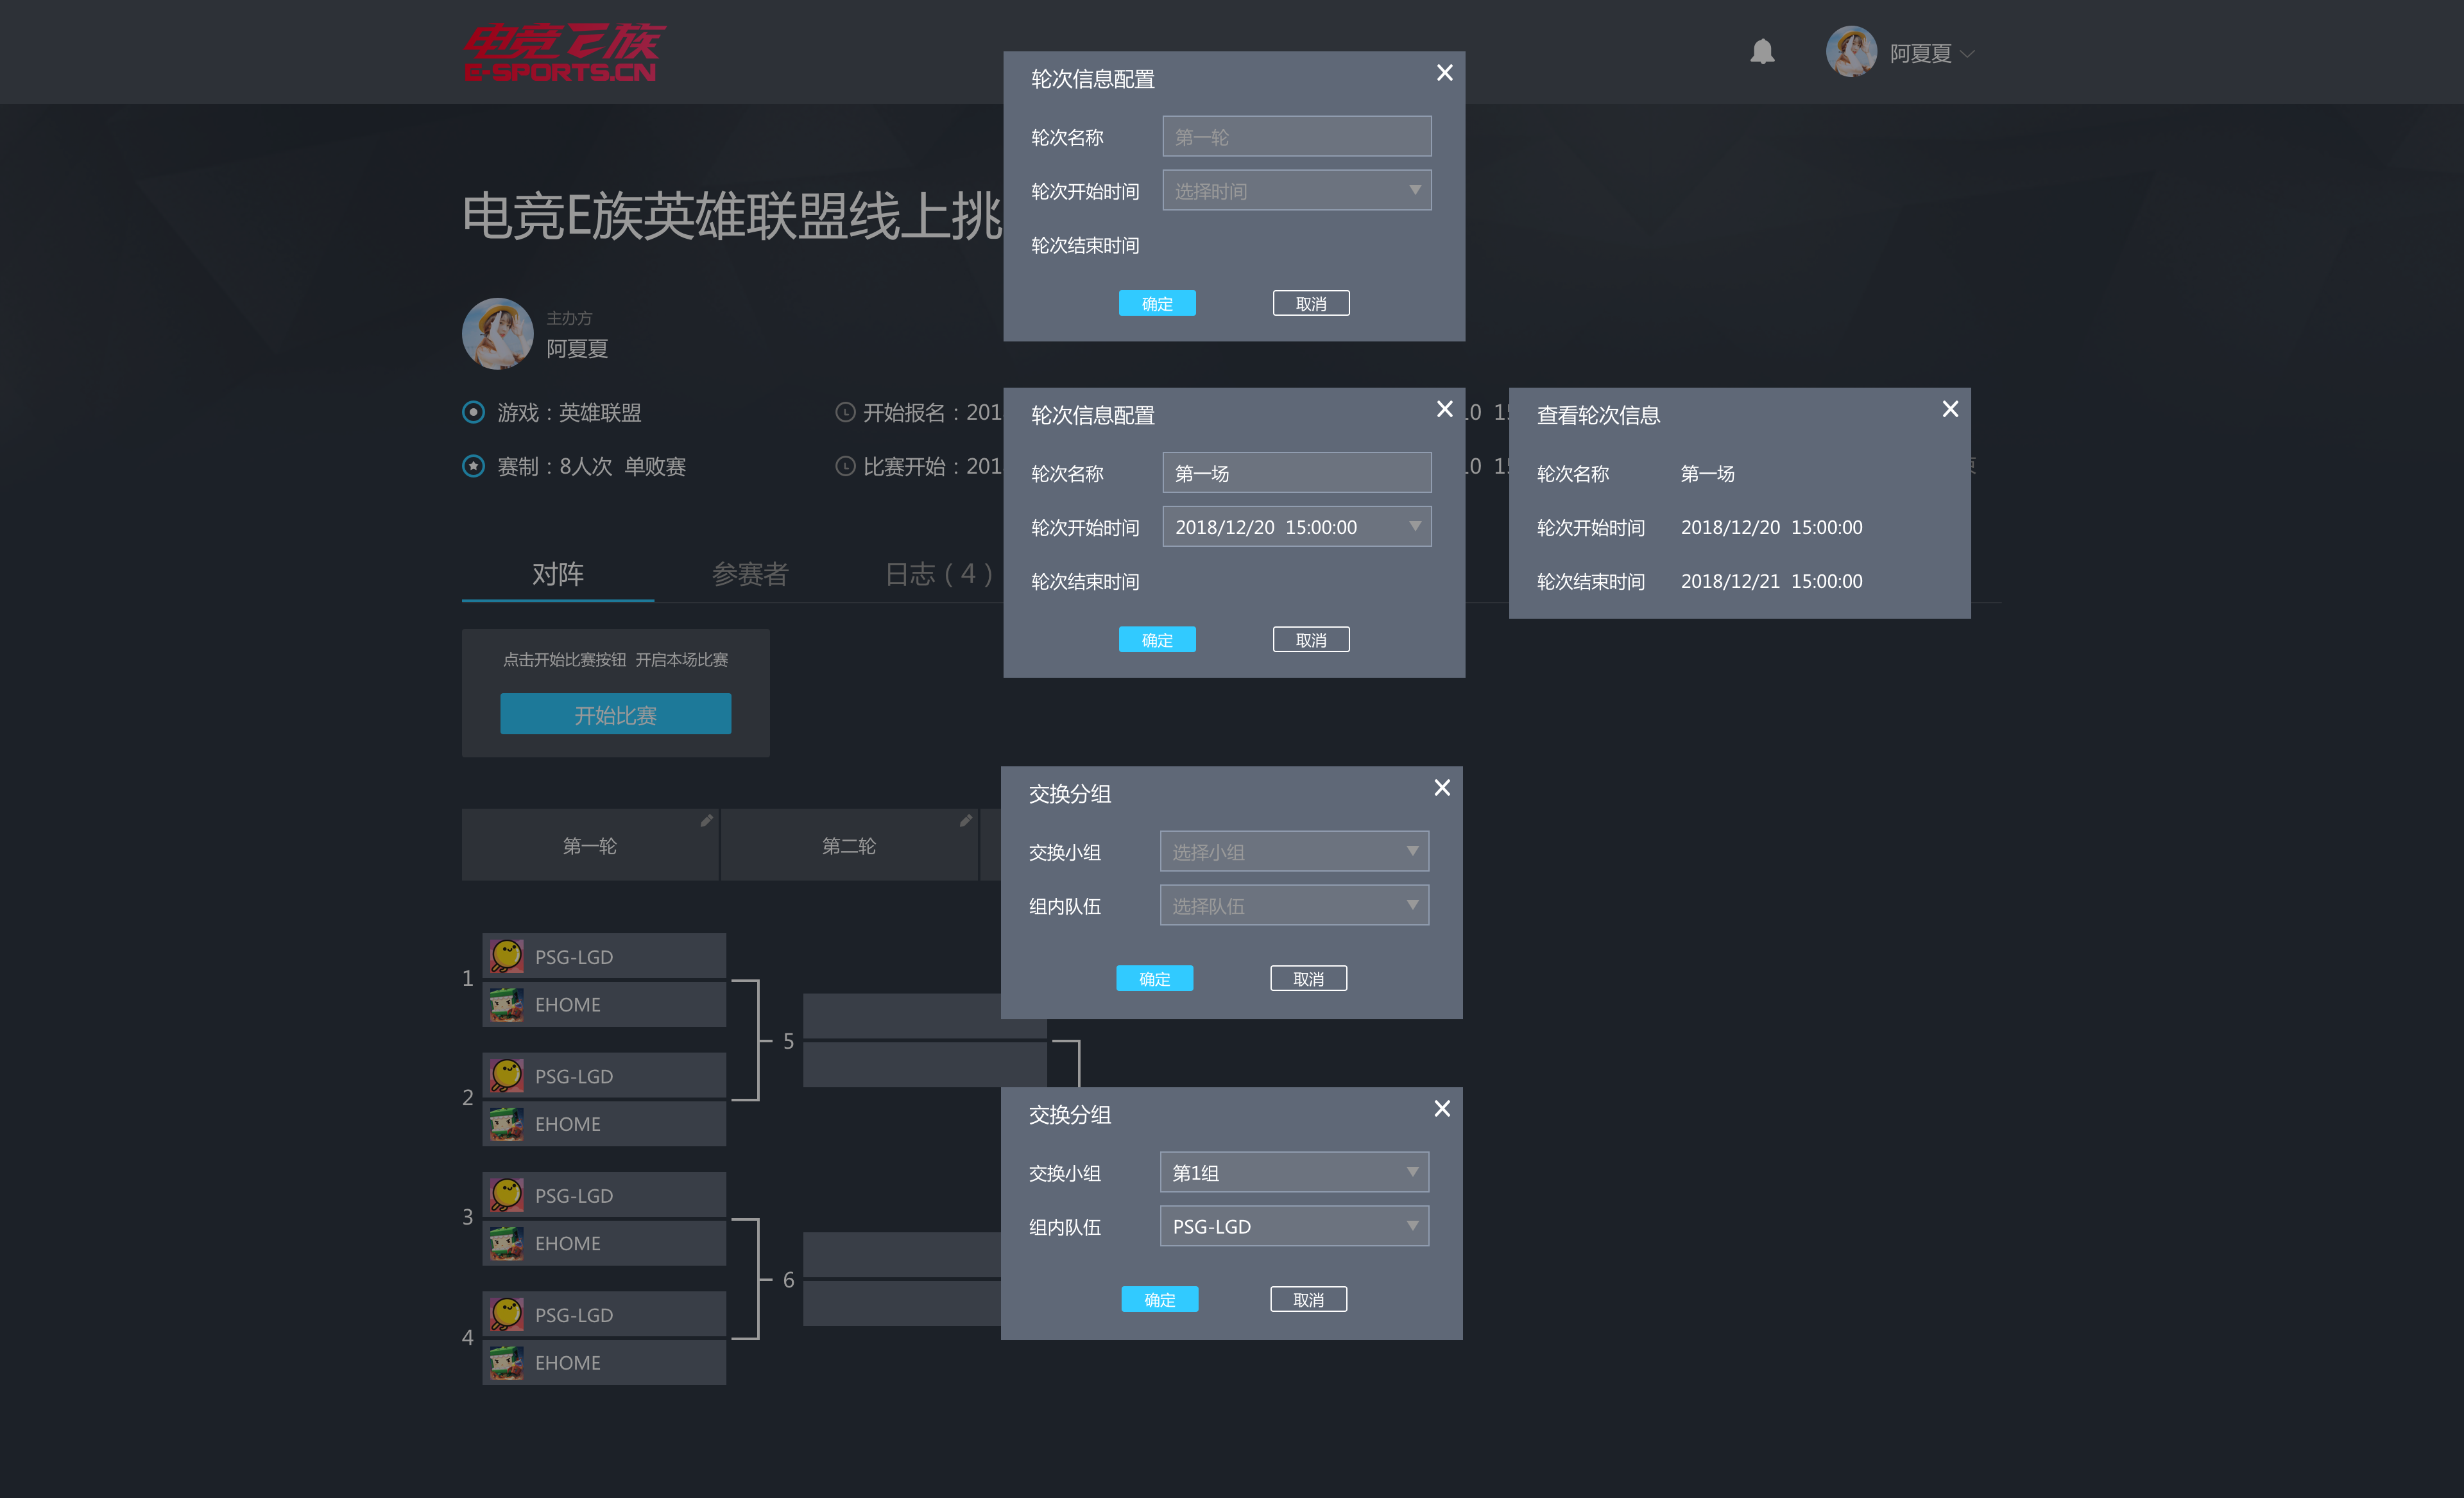 电竞E族
E-SPORTS.CN
阿夏夏
电竞E族英雄联盟线上挑
主办方
阿夏夏
游戏：英雄联盟
开始报名：201
10 15
赛制：8人次 单败赛
比赛开始：201
10 15
对阵
参赛者
日志（4）
点击开始比赛按钮 开启本场比赛
开始比赛
第一轮
第二轮
1
PSG-LGD
EHOME
2
PSG-LGD
EHOME
3
PSG-LGD
EHOME
4
PSG-LGD
EHOME
5
6
轮次信息配置
轮次名称
第一轮
轮次开始时间
选择时间
轮次结束时间
确定
取消
轮次信息配置
轮次名称
第一场
轮次开始时间
2018/12/20 15:00:00
轮次结束时间
确定
取消
查看轮次信息
轮次名称
第一场
轮次开始时间
2018/12/20 15:00:00
轮次结束时间
2018/12/21 15:00:00
交换分组
交换小组
选择小组
组内队伍
选择队伍
确定
取消
交换分组
交换小组
第1组
组内队伍
PSG-LGD
确定
取消